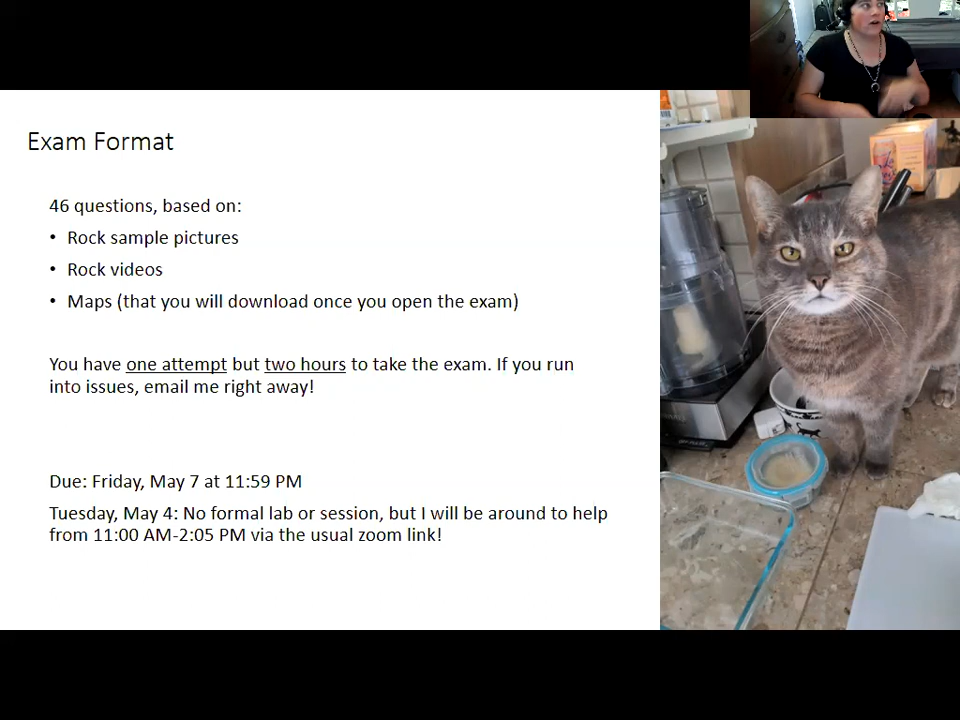 Exam Format
46 questions, based on:
• Rock sample pictures
• Rock videos
• Maps (that you will download once you open the exam)
You have one attempt but two hours to take the exam. If you run
into issues, email me right away!
Due: Friday, May 7 at 11:59 PM
Tuesday, May 4: No formal lab or session, but I will be around to help
from 11:00 AM-2:05 PM via the usual zoom link!